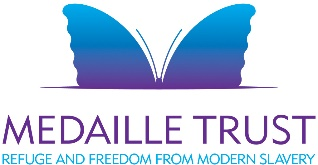 MEDAILLE TRUST
REFUGE AND FREEDOM FROM MODERN SLAVERY